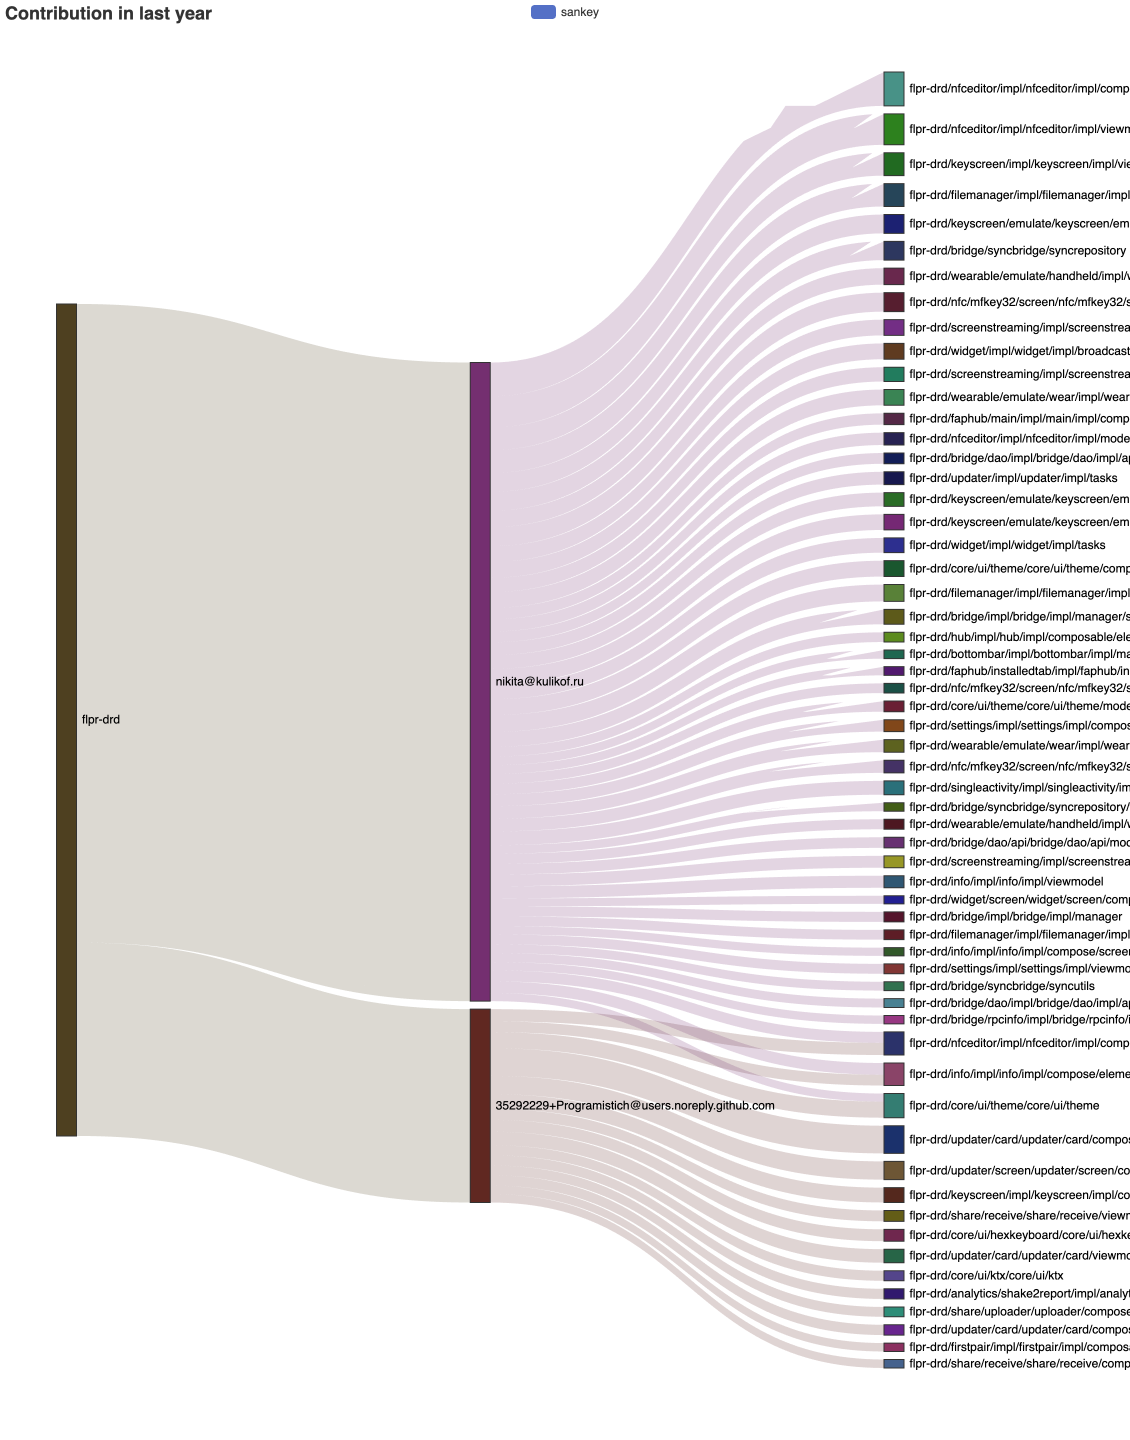 Contribution in last year
sankey
flpr-drd
nikita@kulikof.ru
35292229+Programistich@users.noreply.github.com
flpr-drd/nfceditor/impl/nfceditor/impl/comp
flpr-drd/nfceditor/impl/nfceditor/impl/viewm
flpr-drd/keyscreen/impl/keyscreen/impl/vie
flpr-drd/filemanager/impl/filemanager/impl
flpr-drd/keyscreen/emulate/keyscreen/em
flpr-drd/bridge/syncbridge/syncrepository
flpr-drd/wearable/emulate/handheld/impl/v
flpr-drd/nfc/mfkey32/screen/nfc/mfkey32/s
flpr-drd/screenstreaming/impl/screenstrea
flpr-drd/widget/impl/widget/impl/broadcast
flpr-drd/screenstreaming/impl/screenstrea
flpr-drd/wearable/emulate/wear/impl/wear
flpr-drd/faphub/main/impl/main/impl/comp
flpr-drd/nfceditor/impl/nfceditor/impl/mode
flpr-drd/bridge/dao/impl/bridge/dao/impl/ap
flpr-drd/updater/impl/updater/impl/tasks
flpr-drd/keyscreen/emulate/keyscreen/em
flpr-drd/keyscreen/emulate/keyscreen/em
flpr-drd/widget/impl/widget/impl/tasks
flpr-drd/core/ui/theme/core/ui/theme/comp
flpr-drd/filemanager/impl/filemanager/impl
flpr-drd/bridge/impl/bridge/impl/manager/s
flpr-drd/hub/impl/hub/impl/composable/ele
flpr-drd/bottombar/impl/bottombar/impl/ma
flpr-drd/faphub/installedtab/impl/faphub/in
flpr-drd/nfc/mfkey32/screen/nfc/mfkey32/s
flpr-drd/core/ui/theme/core/ui/theme/mode
flpr-drd/settings/impl/settings/impl/compos
flpr-drd/wearable/emulate/wear/impl/wear
flpr-drd/nfc/mfkey32/screen/nfc/mfkey32/s
flpr-drd/singleactivity/impl/singleactivity/im
flpr-drd/bridge/syncbridge/syncrepository/
flpr-drd/wearable/emulate/handheld/impl/v
flpr-drd/bridge/dao/api/bridge/dao/api/moc
flpr-drd/screenstreaming/impl/screenstrea
flpr-drd/info/impl/info/impl/viewmodel
flpr-drd/widget/screen/widget/screen/comp
flpr-drd/bridge/impl/bridge/impl/manager
flpr-drd/filemanager/impl/filemanager/impl
flpr-drd/info/impl/info/impl/compose/scree
flpr-drd/settings/impl/settings/impl/viewmo
flpr-drd/bridge/syncbridge/syncutils
flpr-drd/bridge/dao/impl/bridge/dao/impl/ap
flpr-drd/bridge/rpcinfo/impl/bridge/rpcinfo/i
flpr-drd/nfceditor/impl/nfceditor/impl/comp
flpr-drd/info/impl/info/impl/compose/eleme
flpr-drd/core/ui/theme/core/ui/theme
flpr-drd/updater/card/updater/card/compos
flpr-drd/updater/screen/updater/screen/co
flpr-drd/keyscreen/impl/keyscreen/impl/co
flpr-drd/share/receive/share/receive/viewm
flpr-drd/core/ui/hexkeyboard/core/ui/hexke
flpr-drd/updater/card/updater/card/viewmo
flpr-drd/core/ui/ktx/core/ui/ktx
flpr-drd/analytics/shake2report/impl/analyt
flpr-drd/share/uploader/uploader/compose
flpr-drd/updater/card/updater/card/compos
flpr-drd/firstpair/impl/firstpair/impl/compos
flpr-drd/share/receive/share/receive/comp